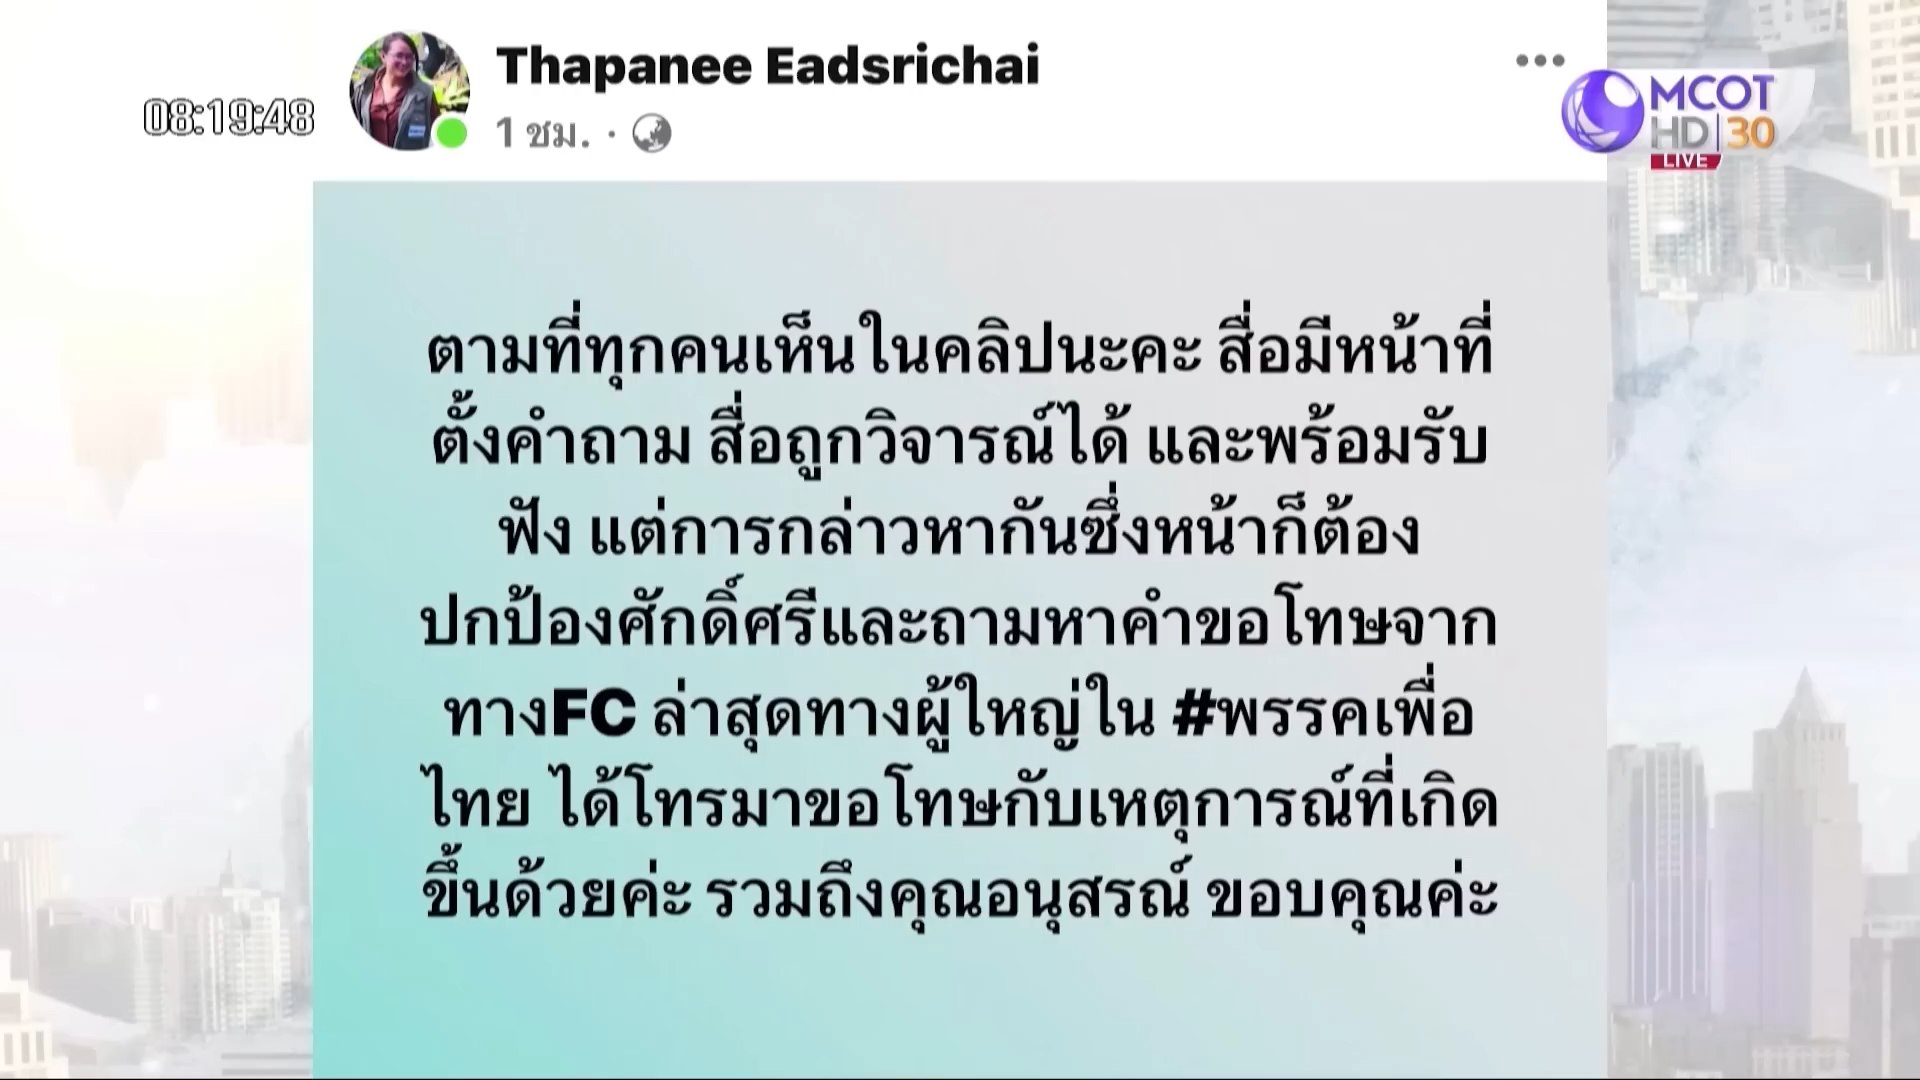 Thapanee Eadsrichai
1 ชม. ·
08:19:48
MCOT
HD 30
LIVE
ตามที่ทุกคนเห็นในคลิปนะคะ สื่อมีหน้าที่
ตั้งคำถาม สื่อถูกวิจารณ์ได้ และพร้อมรับ
ฟัง แต่การกล่าวหากันซึ่งหน้าก็ต้อง
ปกป้องศักดิ์ศรีและถามหาคำขอโทษจาก
ทางFC ล่าสุดทางผู้ใหญ่ใน #พรรคเพื่อ
ไทย ได้โทรมาขอโทษกับเหตุการณ์ที่เกิด
ขึ้นด้วยค่ะ รวมถึงคุณอนุสรณ์ ขอบคุณค่ะ